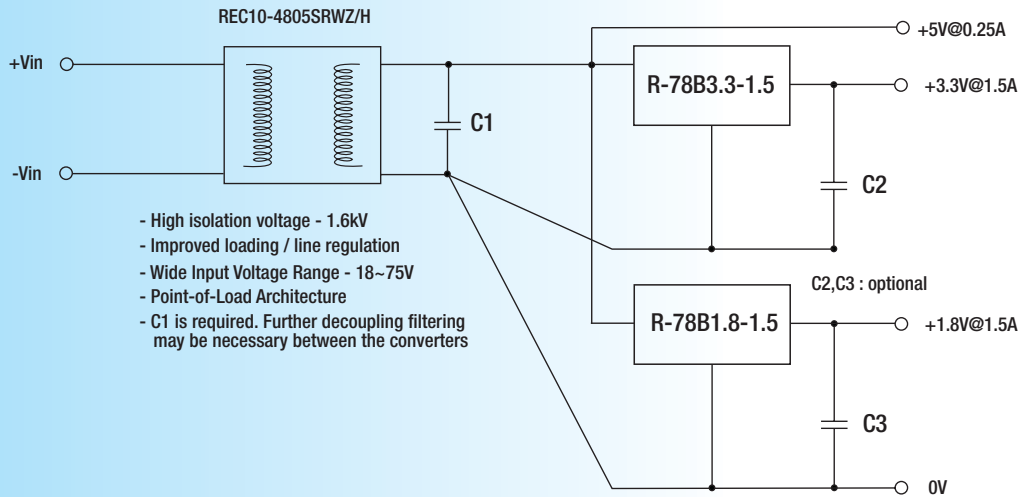 REC10-4805SRWZ/H
+5V@0.25A
+Vin
R-78B3.3-1.5
+3.3V@1.5A
C1
-Vin
C2
- High isolation voltage - 1.6kV
- Improved loading / line regulation
- Wide Input Voltage Range - 18~75V
- Point-of-Load Architecture
- C1 is required. Further decoupling filtering
may be necessary between the converters
C2,C3 : optional
R-78B1.8-1.5
+1.8V@1.5A
C3
0V